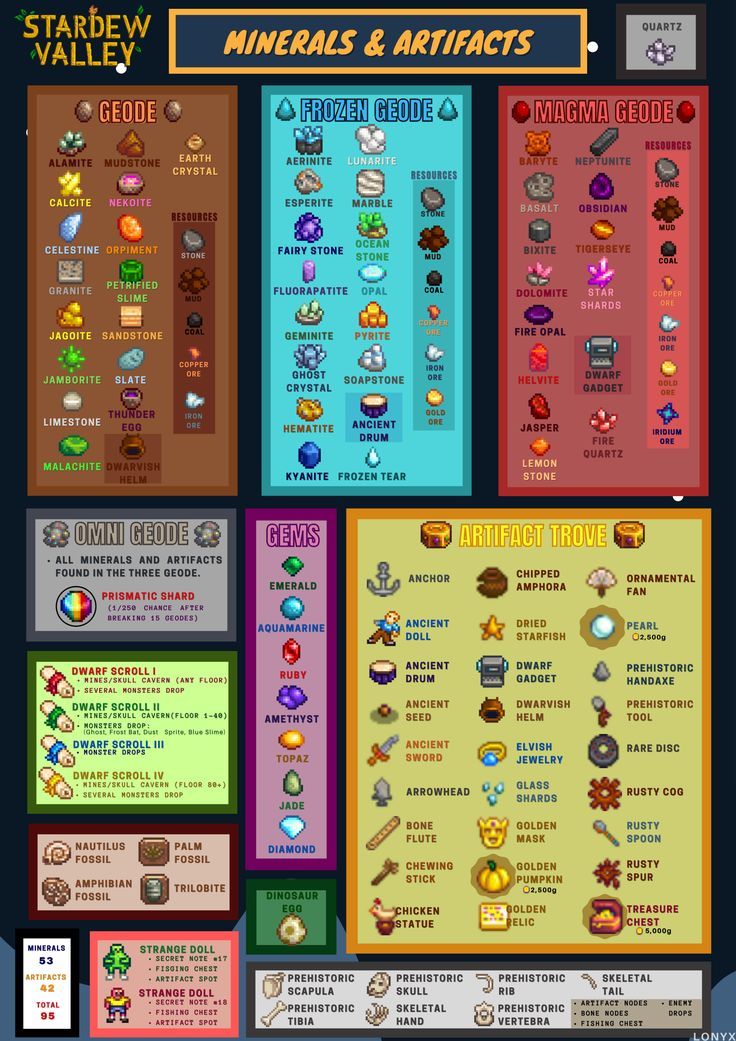 STARDEW
VALLEY
MINERALS & ARTIFACTS
QUARTZ
GEODE
ALAMITE
MUDSTONE
EARTH
CRYSTAL
CALCITE
NEKOITE
CELESTINE
ORPIMENT
GRANITE
PETRIFIED
SLIME
JAGOITE
SANDSTONE
JAMBORITE
SLATE
LIMESTONE
THUNDER
EGG
MALACHITE
DWARVISH
HELM
RESOURCES
STONE
MUD
COAL
COPPER
ORE
IRON
ORE
FROZEN GEODE
AERINITE
LUNARITE
ESPERITE
MARBLE
FAIRY STONE
OCEAN
STONE
FLUORAPATITE
OPAL
GEMINITE
PYRITE
GHOST
CRYSTAL
SOAPSTONE
HEMATITE
ANCIENT
DRUM
KYANITE
FROZEN TEAR
RESOURCES
STONE
MUD
COAL
COPPER
ORE
IRON
ORE
GOLD
ORE
MAGMA GEODE
BARYTE
NEPTUNITE
BASALT
OBSIDIAN
BIXITE
TIGERSEYE
DOLOMITE
STAR
SHARDS
FIRE OPAL
HELVITE
DWARF
GADGET
JASPER
FIRE
QUARTZ
LEMON
STONE
RESOURCES
STONE
MUD
COAL
COPPER
ORE
IRON
ORE
GOLD
ORE
IRIDIUM
ORE
OMNI GEODE
• ALL MINERALS AND ARTIFACTS
FOUND IN THE THREE GEODE.
PRISMATIC SHARD
(1/250 CHANCE AFTER
BREAKING 15 GEODES)
DWARF SCROLL I
• MINES/SKULL CAVERN (ANY FLOOR)
• SEVERAL MONSTERS DROP
DWARF SCROLL II
• MINES/SKULL CAVERN(FLOOR 1-40)
• MONSTERS DROP:
(Ghost, Frost Bat, Dust Sprite, Blue Slime)
DWARF SCROLL III
• MONSTER DROPS
DWARF SCROLL IV
• MINES/SKULL CAVERN (FLOOR 80+)
• SEVERAL MONSTERS DROP
NAUTILUS
FOSSIL
PALM
FOSSIL
AMPHIBIAN
FOSSIL
TRILOBITE
GEMS
EMERALD
AQUAMARINE
RUBY
AMETHYST
TOPAZ
JADE
DIAMOND
DINOSAUR
EGG
ARTIFACT TROVE
ANCHOR
CHIPPED
AMPHORA
ORNAMENTAL
FAN
ANCIENT
DOLL
DRIED
STARFISH
PEARL
2,500g
ANCIENT
DRUM
DWARF
GADGET
PREHISTORIC
HANDAXE
ANCIENT
SEED
DWARVISH
HELM
PREHISTORIC
TOOL
ANCIENT
SWORD
ELVISH
JEWELRY
RARE DISC
ARROWHEAD
GLASS
SHARDS
RUSTY COG
BONE
FLUTE
GOLDEN
MASK
RUSTY
SPOON
CHEWING
STICK
GOLDEN
PUMPKIN
2,500g
RUSTY
SPUR
CHICKEN
STATUE
GOLDEN
RELIC
TREASURE
CHEST
5,000g
MINERALS
53
ARTIFACTS
42
TOTAL
95
STRANGE DOLL
• SECRET NOTE #17
• FISGING CHEST
• ARTIFACT SPOT
STRANGE DOLL
• SECRET NOTE #18
• FISHING CHEST
• ARTIFACT SPOT
PREHISTORIC
SCAPULA
PREHISTORIC
SKULL
PREHISTORIC
RIB
SKELETAL
TAIL
PREHISTORIC
TIBIA
SKELETAL
HAND
PREHISTORIC
VERTEBRA
• ARTIFACT NODES
• BONE NODES
• FISHING CHEST
• ENEMY
DROPS
LONYX